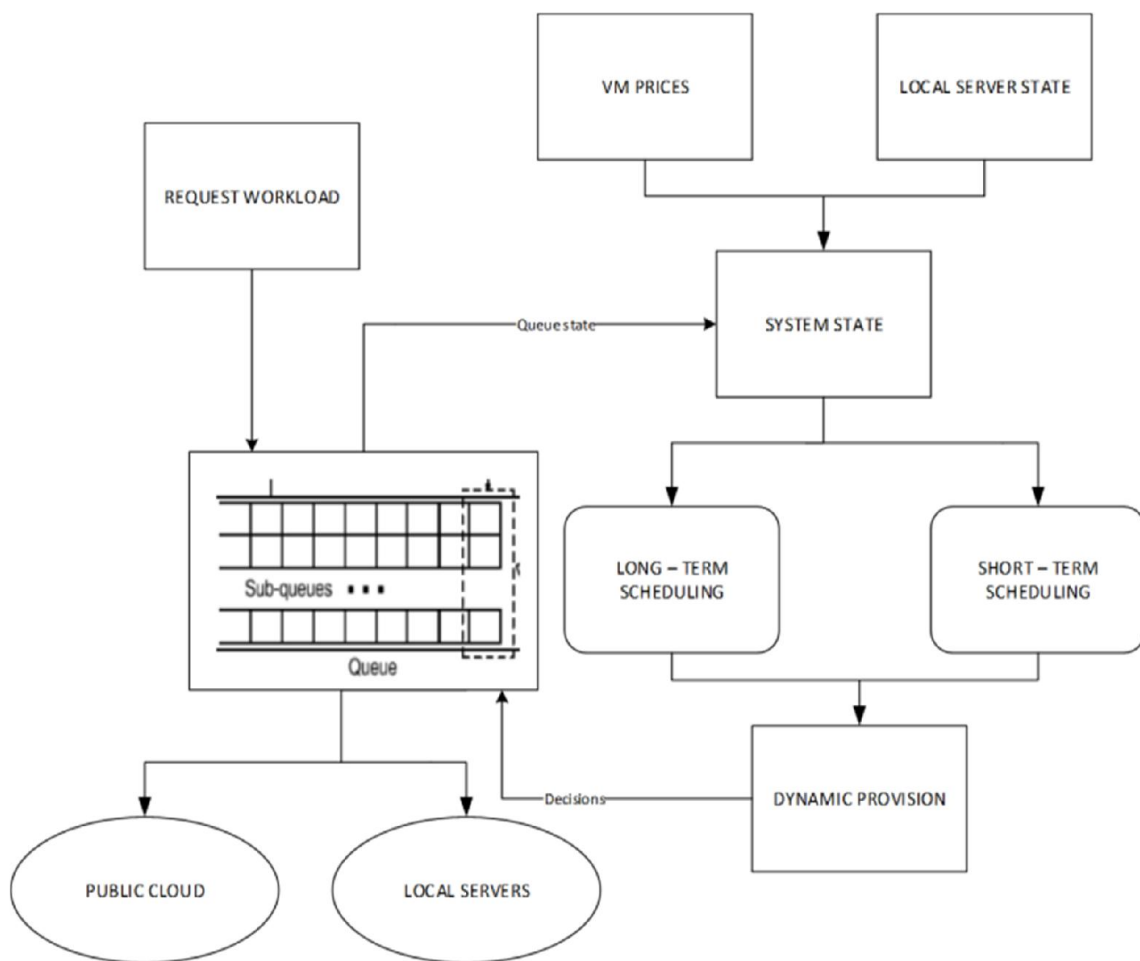 VM PRICES
LOCAL SERVER STATE
REQUEST WORKLOAD
Queue state
SYSTEM STATE
Sub-queues ...
Queue
LONG – TERM
SCHEDULING
SHORT – TERM
SCHEDULING
Decisions
DYNAMIC PROVISION
PUBLIC CLOUD
LOCAL SERVERS